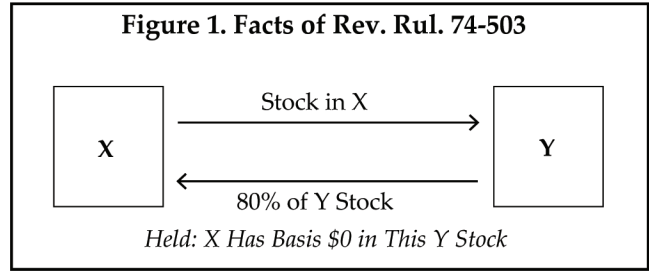 Figure 1. Facts of Rev. Rul. 74-503
Stock in X
X
Y
80% of Y Stock
Held: X Has Basis $0 in This Y Stock